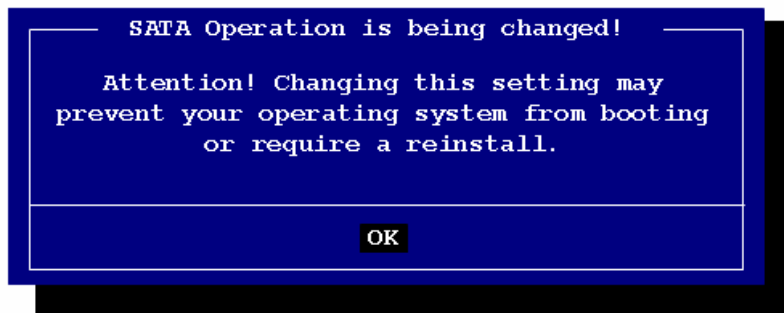 SATA Operation is being changed!
Attention! Changing this setting may
prevent your operating system from booting
or require a reinstall.
OK